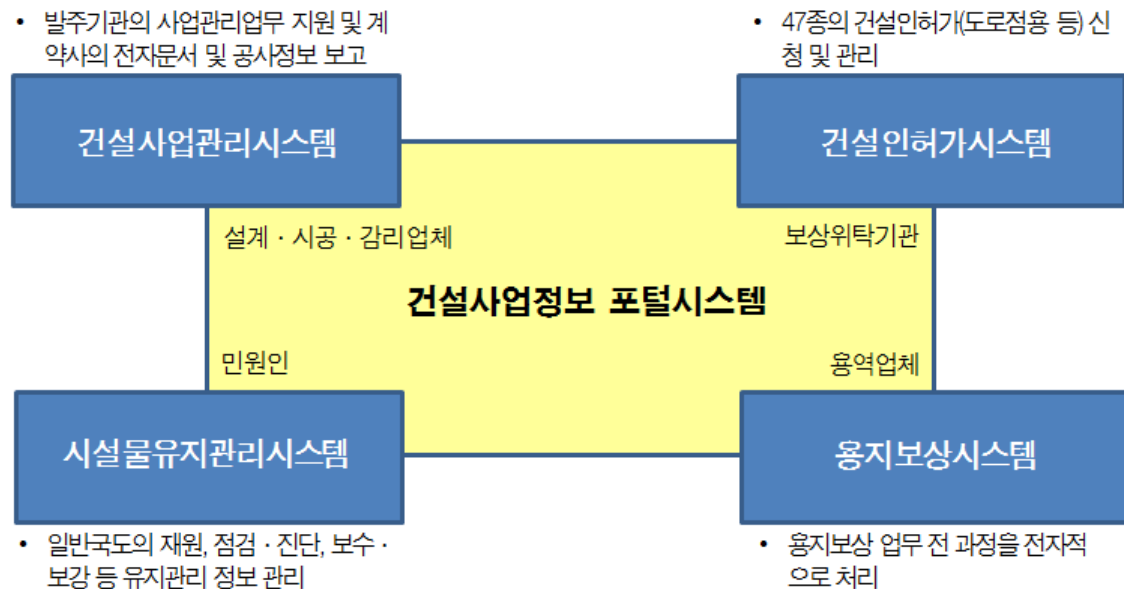 • 발주기관의 사업관리업무 지원 및 계
약사의 전자문서 및 공사정보 보고
• 47종의 건설인허가(도로점용 등) 신
청 및 관리
건설사업관리시스템
건설인허가시스템
설계 · 시공 · 감리업체
보상위탁기관
건설사업정보 포털시스템
민원인
용역업체
시설물유지관리시스템
용지보상시스템
• 일반국도의 재원, 점검 · 진단, 보수 ·
보강 등 유지관리 정보 관리
• 용지보상 업무 전 과정을 전자적
으로 처리